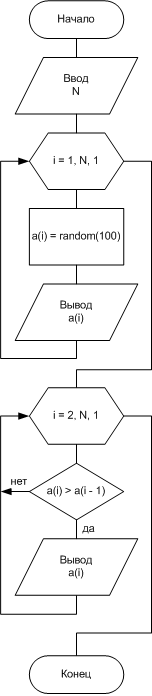 Начало
Ввод
N
i = 1, N, 1
a(i) = random(100)
Вывод
a(i)
i = 2, N, 1
нет
a(i) > a(i - 1)
да
Вывод
a(i)
Конец